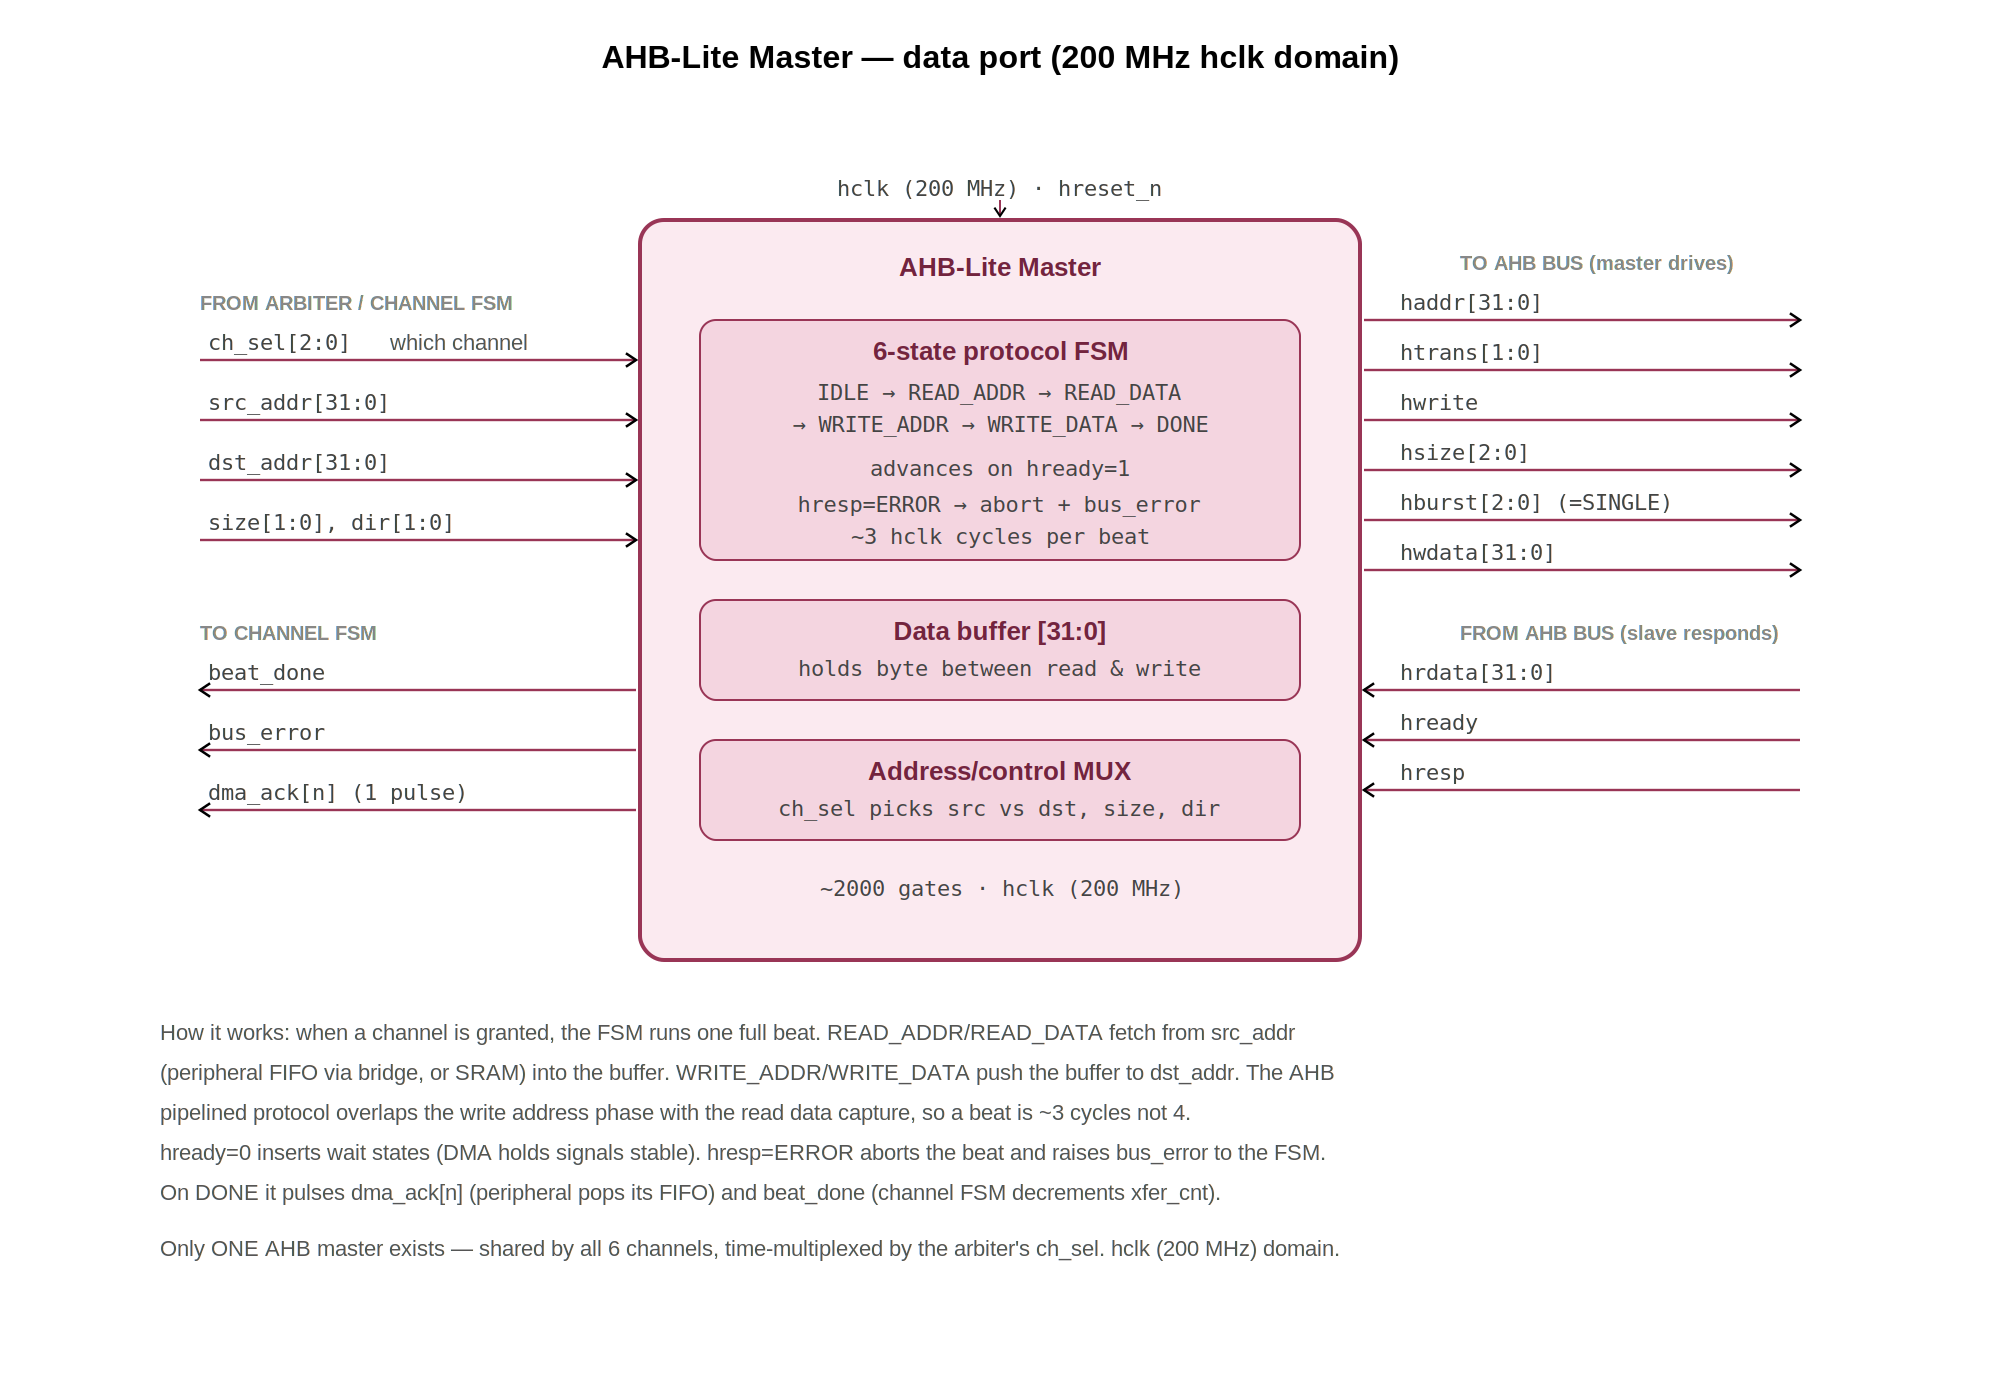 AHB-Lite Master — data port (200 MHz hclk domain)
hclk (200 MHz) · hreset_n
AHB-Lite Master
FROM ARBITER / CHANNEL FSM
ch_sel[2:0] which channel
src_addr[31:0]
dst_addr[31:0]
size[1:0], dir[1:0]
TO CHANNEL FSM
beat_done
bus_error
dma_ack[n] (1 pulse)
6-state protocol FSM
IDLE → READ_ADDR → READ_DATA
→ WRITE_ADDR → WRITE_DATA → DONE
advances on hready=1
hresp=ERROR → abort + bus_error
~3 hclk cycles per beat
Data buffer [31:0]
holds byte between read & write
Address/control MUX
ch_sel picks src vs dst, size, dir
~2000 gates · hclk (200 MHz)
TO AHB BUS (master drives)
haddr[31:0]
htrans[1:0]
hwrite
hsize[2:0]
hburst[2:0] (=SINGLE)
hwdata[31:0]
FROM AHB BUS (slave responds)
hrdata[31:0]
hready
hresp
How it works: when a channel is granted, the FSM runs one full beat. READ_ADDR/READ_DATA fetch from src_addr
(peripheral FIFO via bridge, or SRAM) into the buffer. WRITE_ADDR/WRITE_DATA push the buffer to dst_addr. The AHB
pipelined protocol overlaps the write address phase with the read data capture, so a beat is ~3 cycles not 4.
hready=0 inserts wait states (DMA holds signals stable). hresp=ERROR aborts the beat and raises bus_error to the FSM.
On DONE it pulses dma_ack[n] (peripheral pops its FIFO) and beat_done (channel FSM decrements xfer_cnt).
Only ONE AHB master exists — shared by all 6 channels, time-multiplexed by the arbiter's ch_sel. hclk (200 MHz) domain.